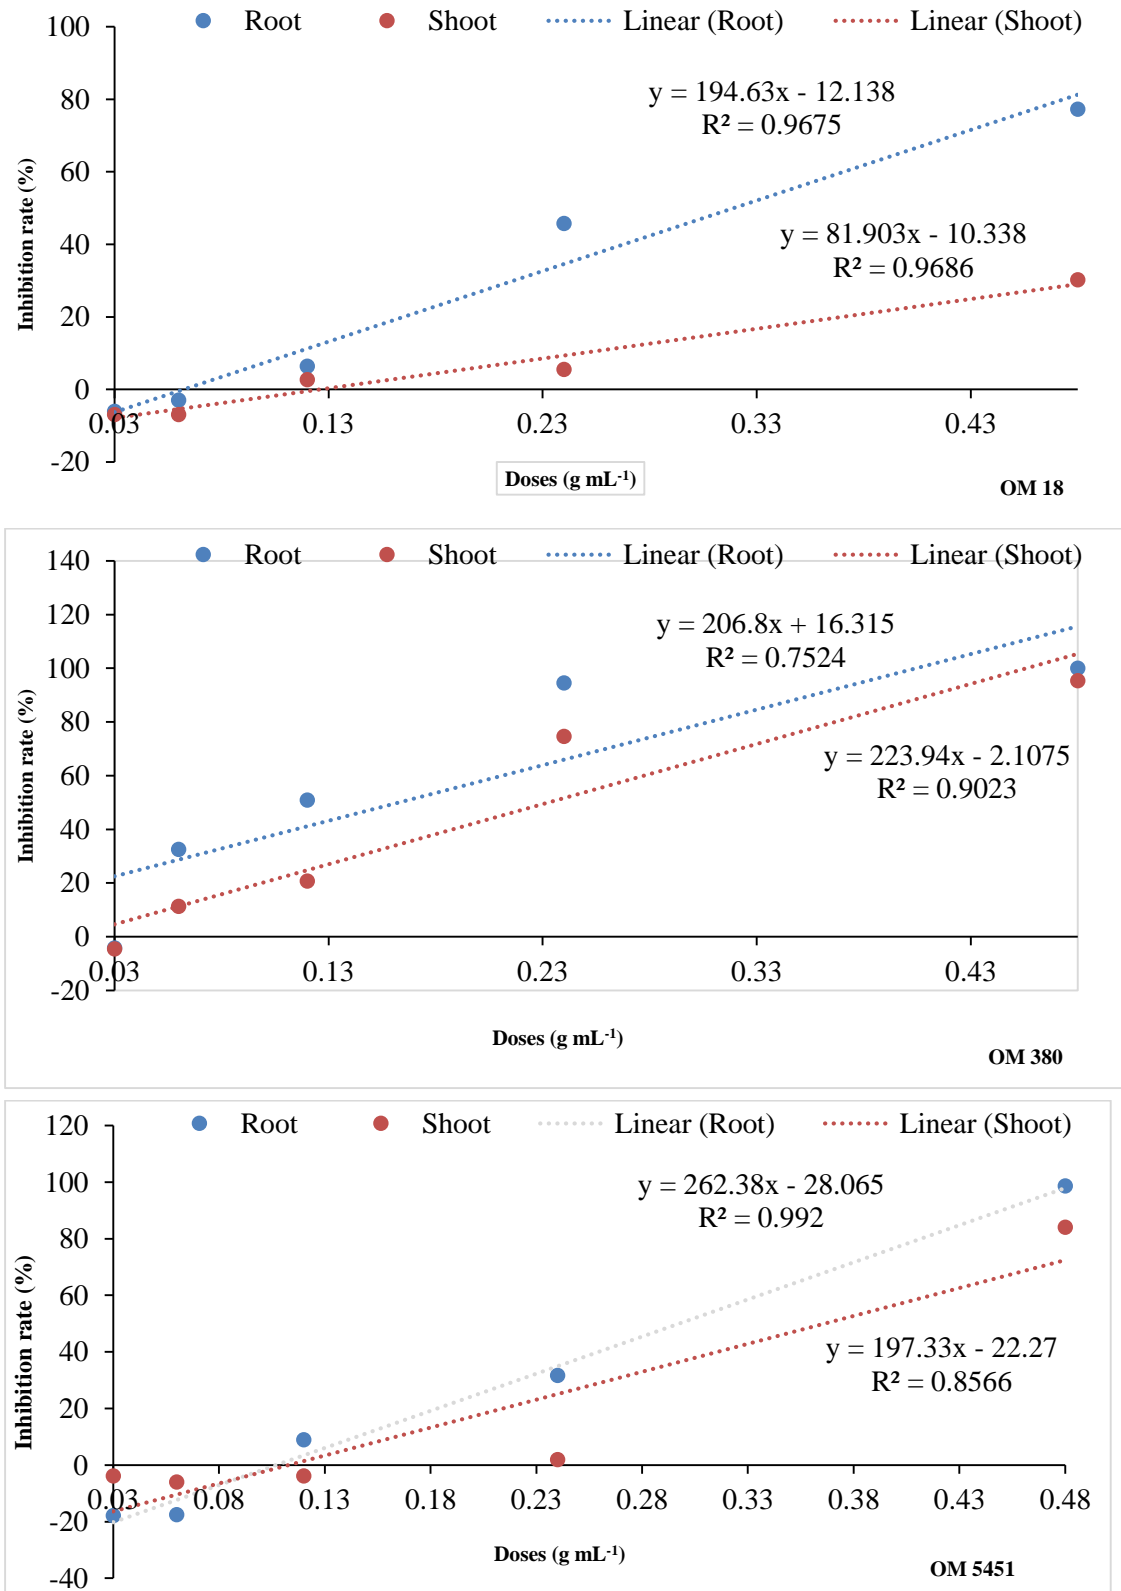 Root Shoot Linear (Root) Linear (Shoot)
100
80
60
40
20
0
-20
Inhibition rate (%)
y = 194.63x - 12.138
R² = 0.9675
y = 81.903x - 10.338
R² = 0.9686
0.03 0.13 0.23 0.33 0.43
Doses (g mL⁻¹)
OM 18
Root Shoot Linear (Root) Linear (Shoot)
140
120
100
80
60
40
20
0
-20
Inhibition rate (%)
y = 206.8x + 16.315
R² = 0.7524
y = 223.94x - 2.1075
R² = 0.9023
0.03 0.13 0.23 0.33 0.43
Doses (g mL⁻¹)
OM 380
Root Shoot Linear (Root) Linear (Shoot)
120
100
80
60
40
20
0
-20
-40
Inhibition rate (%)
y = 262.38x - 28.065
R² = 0.992
y = 197.33x - 22.27
R² = 0.8566
0.03 0.08 0.13 0.18 0.23 0.28 0.33 0.38 0.43 0.48
Doses (g mL⁻¹)
OM 5451